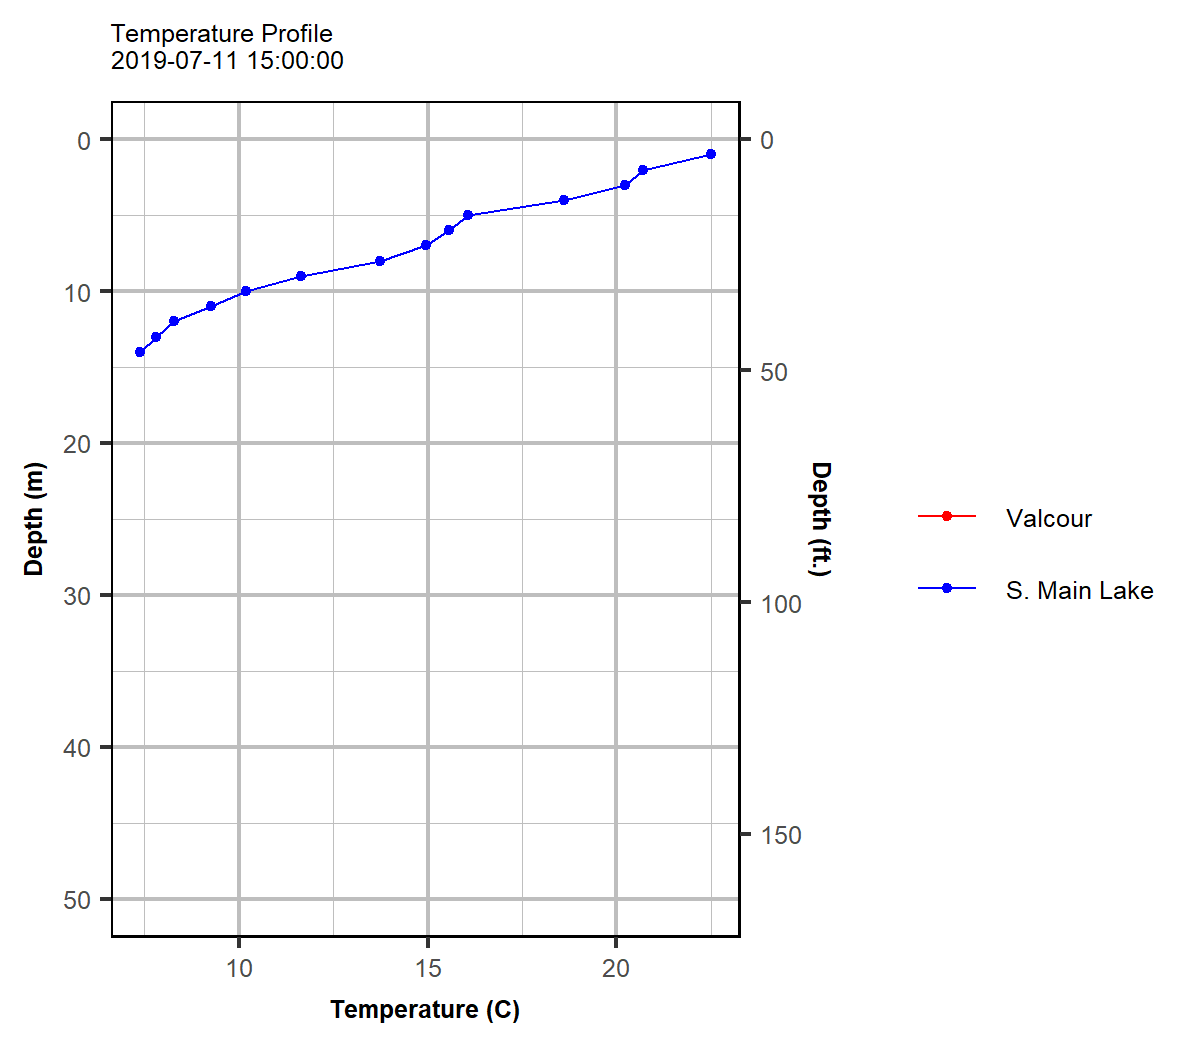 Temperature Profile
2019-07-11 15:00:00
0
10
20
30
40
50
Depth (m)
0
50
100
150
Depth (ft.)
10
15
20
Temperature (C)
Valcour
S. Main Lake